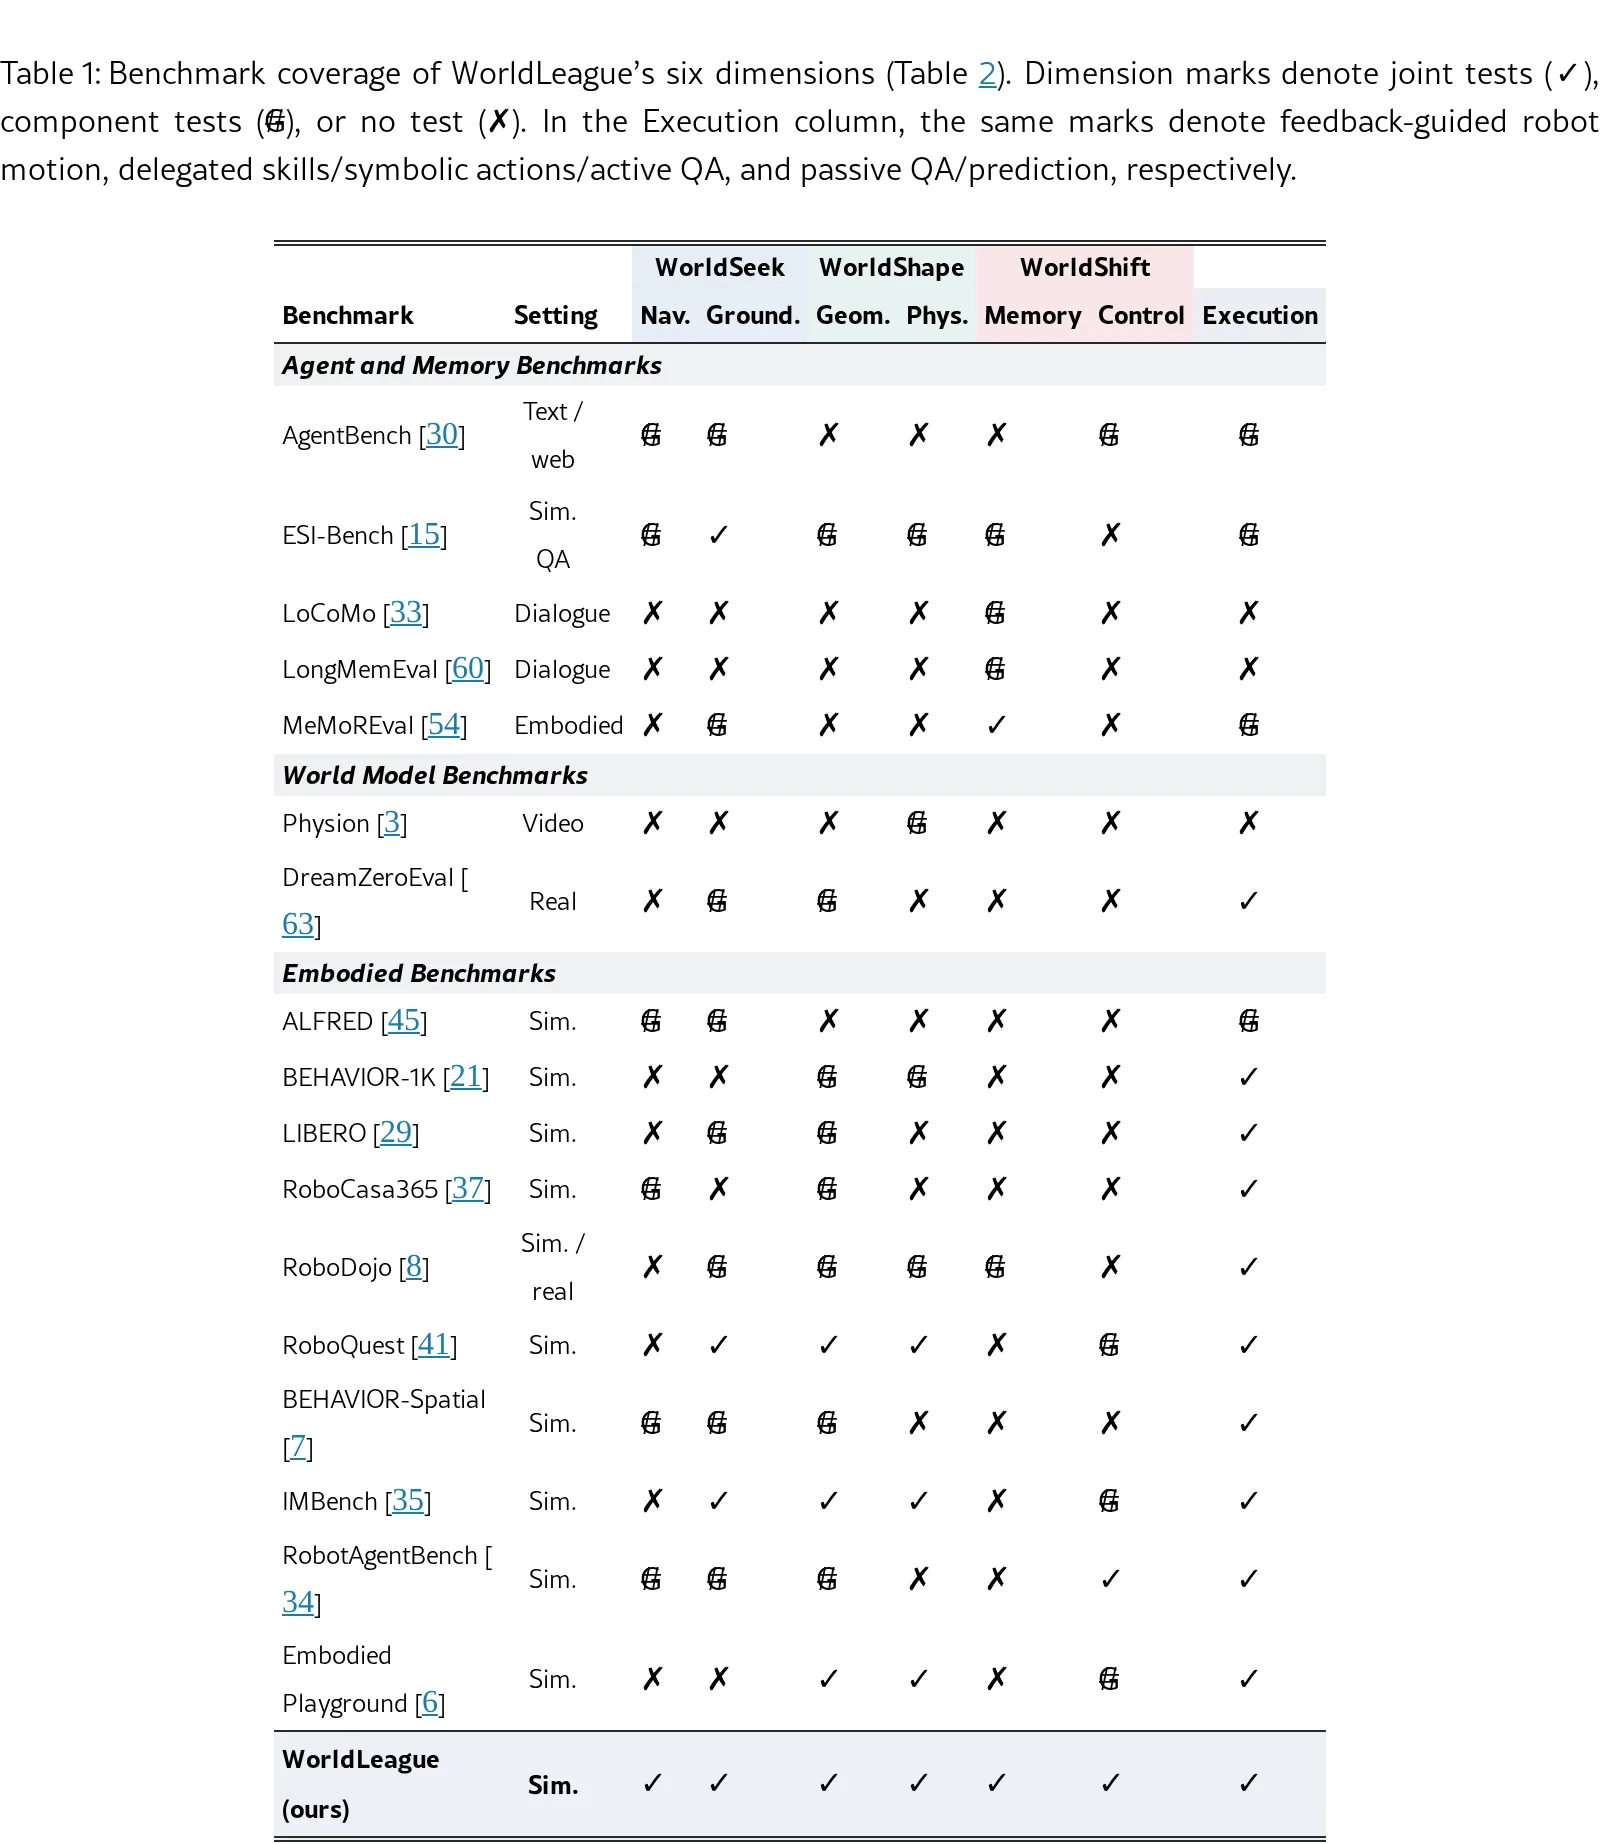 Table 1: Benchmark coverage of WorldLeague’s six dimensions (Table 2). Dimension marks denote joint tests (✓),
component tests (), or no test (✗). In the Execution column, the same marks denote feedback-guided robot
motion, delegated skills/symbolic actions/active QA, and passive QA/prediction, respectively.
WorldSeek WorldShape WorldShift
Benchmark Setting Nav. Ground. Geom. Phys. Memory Control Execution
Agent and Memory Benchmarks
Text /
AgentBench [30] ✗ ✗ ✗
web
Sim.
ESI-Bench [15] ✓ ✗
QA
LoCoMo [33] Dialogue ✗ ✗ ✗ ✗ ✗ ✗
LongMemEval [60] Dialogue ✗ ✗ ✗ ✗ ✗ ✗
MeMoREval [54] Embodied ✗ ✗ ✗ ✓ ✗
World Model Benchmarks
Physion [3] Video ✗ ✗ ✗ ✗ ✗ ✗
DreamZeroEval [
Real ✗ ✗ ✗ ✗ ✓
63]
Embodied Benchmarks
ALFRED [45] Sim. ✗ ✗ ✗ ✗
BEHAVIOR-1K [21] Sim. ✗ ✗ ✗ ✗ ✓
LIBERO [29] Sim. ✗ ✗ ✗ ✗ ✓
RoboCasa365 [37] Sim. ✗ ✗ ✗ ✗ ✓
Sim. /
RoboDojo [8] ✗ ✗ ✓
real
RoboQuest [41] Sim. ✗ ✓ ✓ ✓ ✗ ✓
BEHAVIOR-Spatial
Sim. ✗ ✗ ✗ ✓
[7]
IMBench [35] Sim. ✗ ✓ ✓ ✓ ✗ ✓
RobotAgentBench [
Sim. ✗ ✗ ✓ ✓
34]
Embodied
Sim. ✗ ✗ ✓ ✓ ✗ ✓
Playground [6]
WorldLeague
Sim. ✓ ✓ ✓ ✓ ✓ ✓ ✓
(ours)